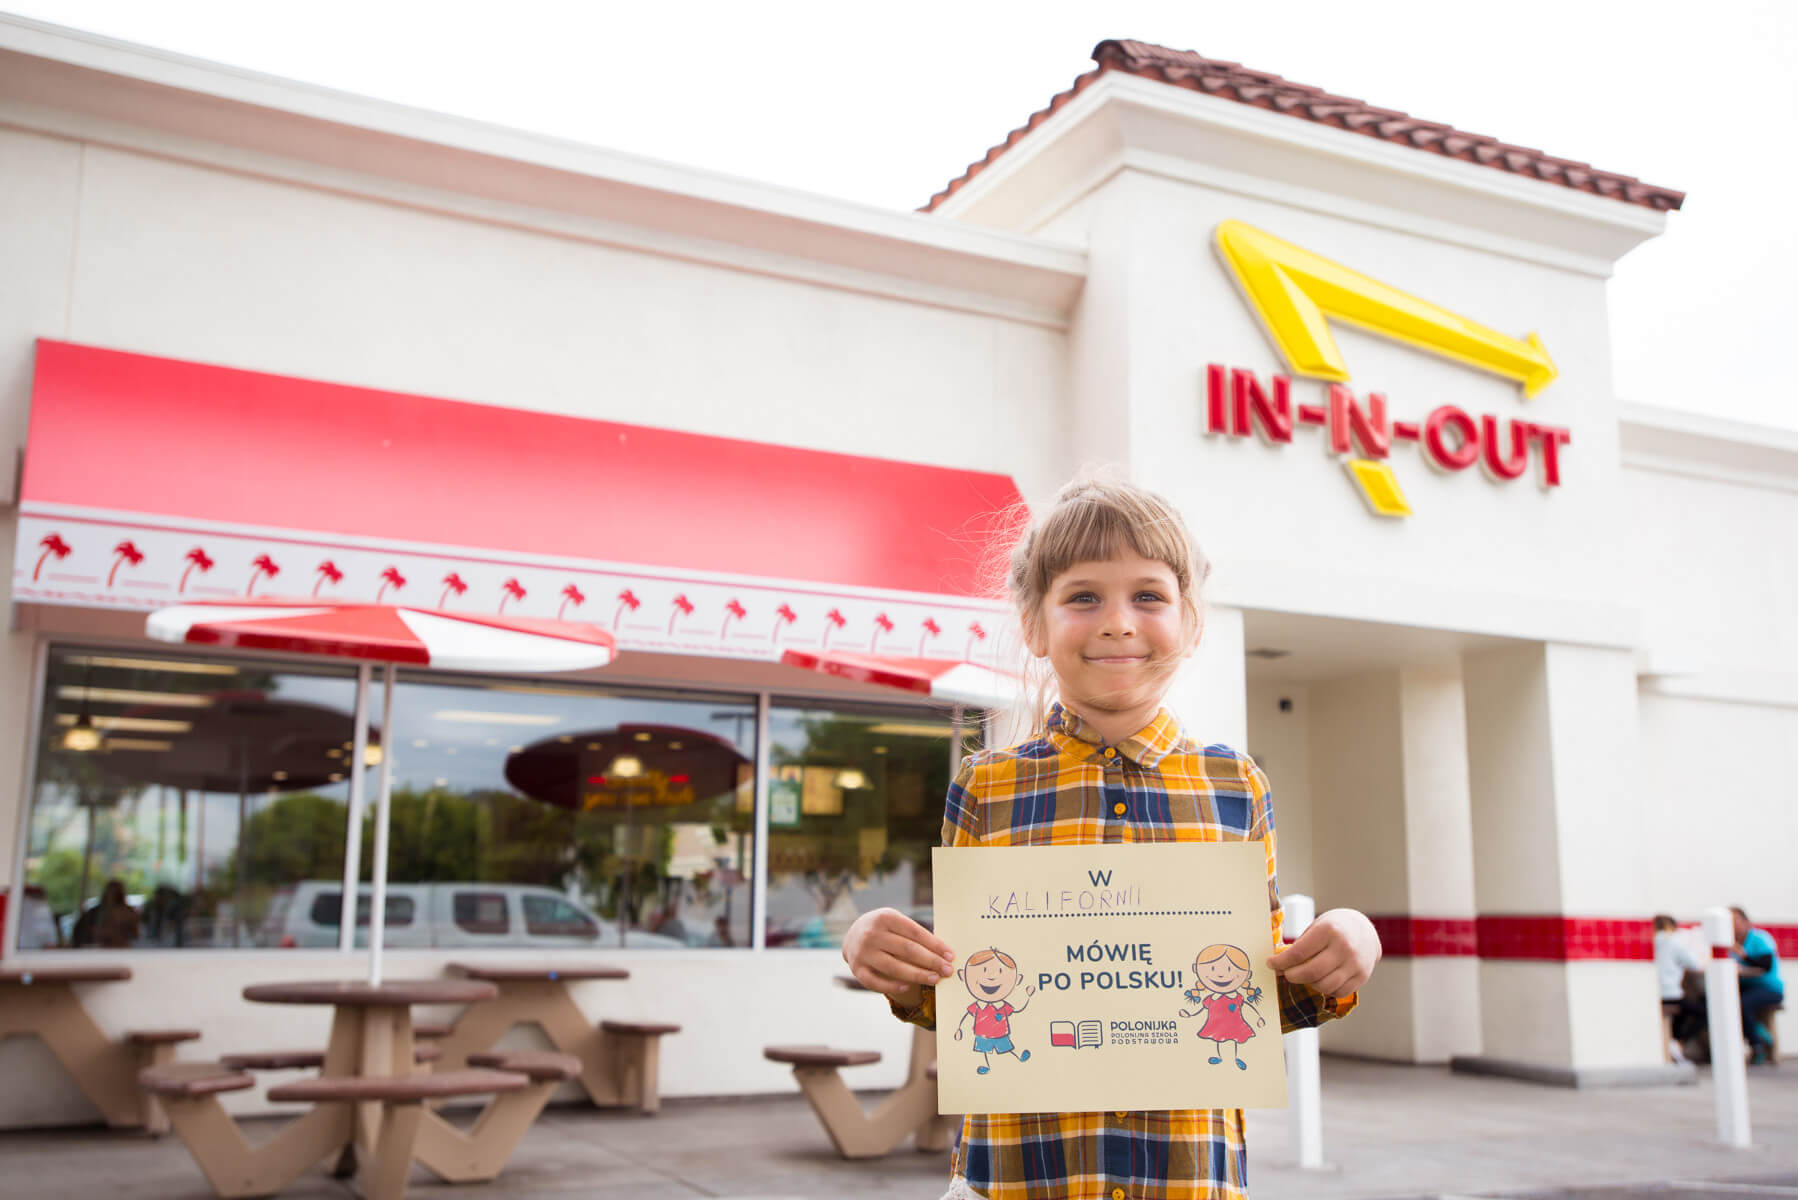 IN-N-OUT
W
KALIFORNII
MÓWIĘ
PO POLSKU!
POLONIJKA
POLONIJNA SZKOŁA
PODSTAWOWA